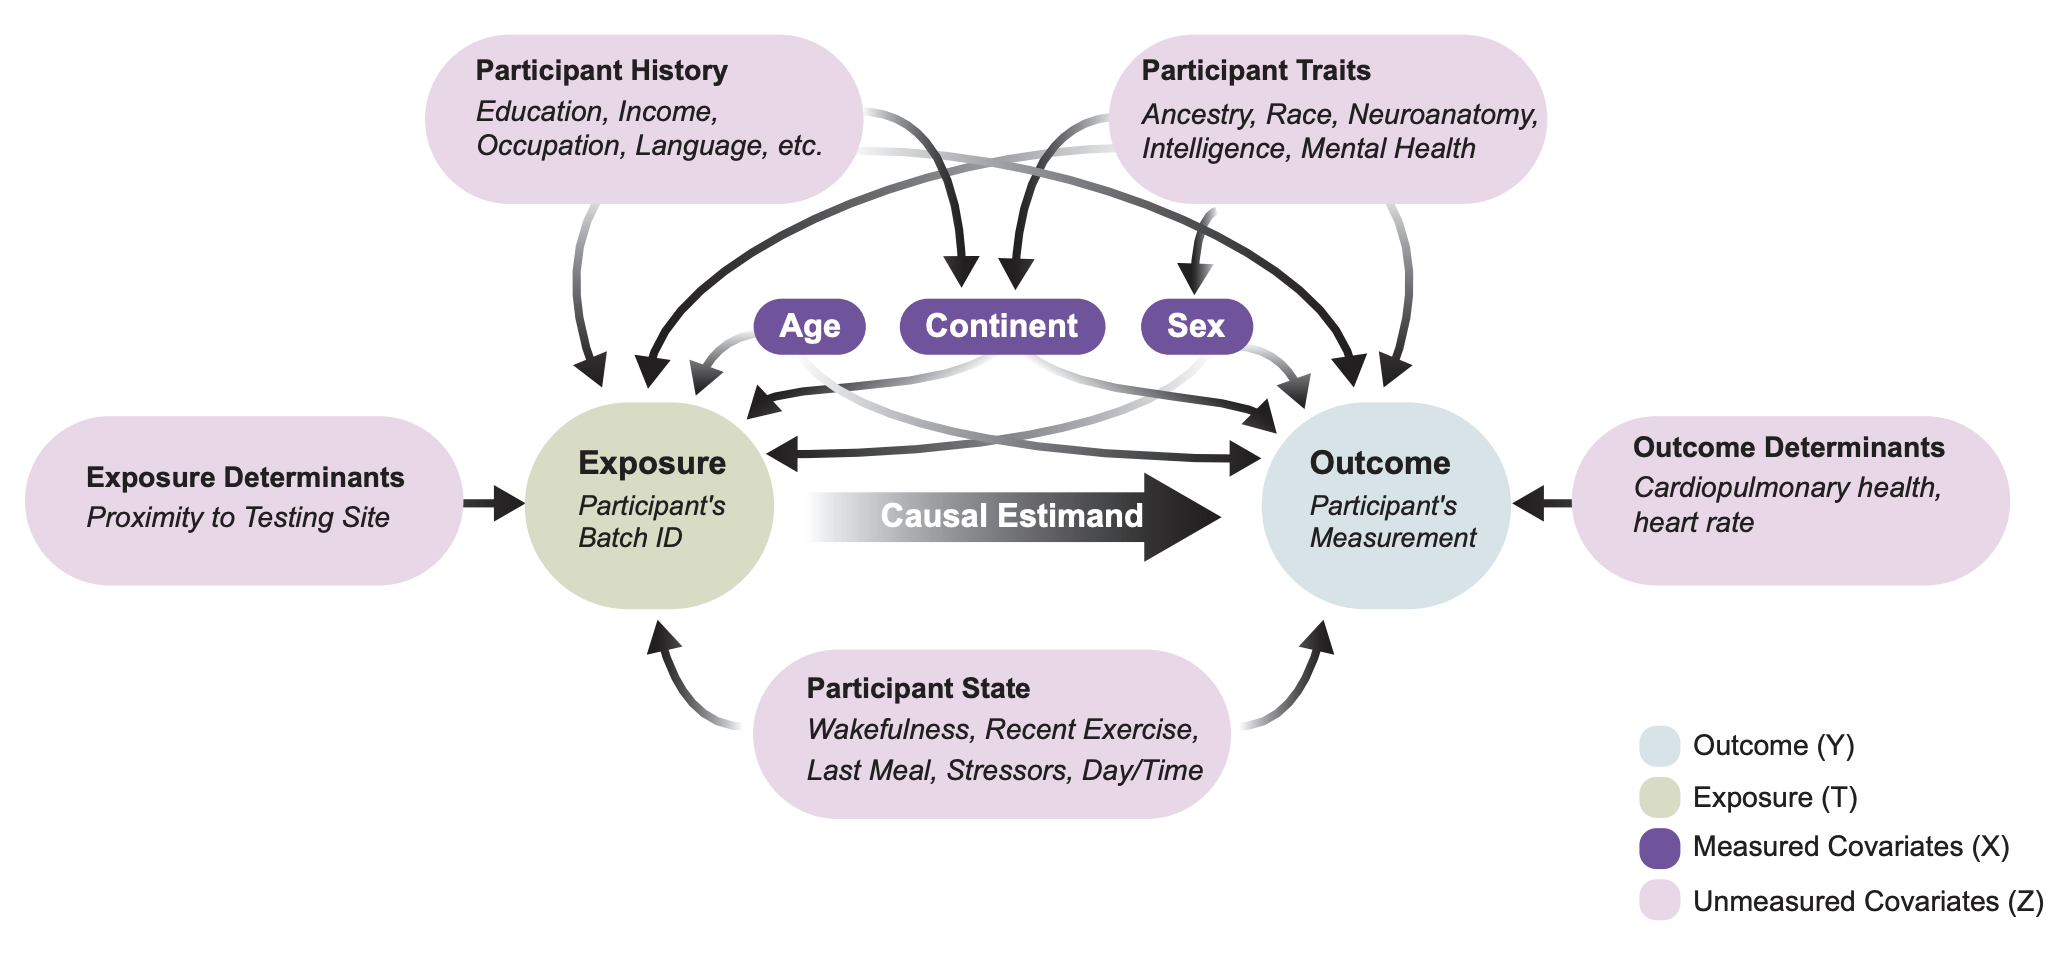 Participant History
Education, Income,
Occupation, Language, etc.
Participant Traits
Ancestry, Race, Neuroanatomy,
Intelligence, Mental Health
Age
Continent
Sex
Exposure Determinants
Proximity to Testing Site
Exposure
Participant's
Batch ID
Causal Estimand
Outcome
Participant's
Measurement
Outcome Determinants
Cardiopulmonary health,
heart rate
Participant State
Wakefulness, Recent Exercise,
Last Meal, Stressors, Day/Time
Outcome (Y)
Exposure (T)
Measured Covariates (X)
Unmeasured Covariates (Z)